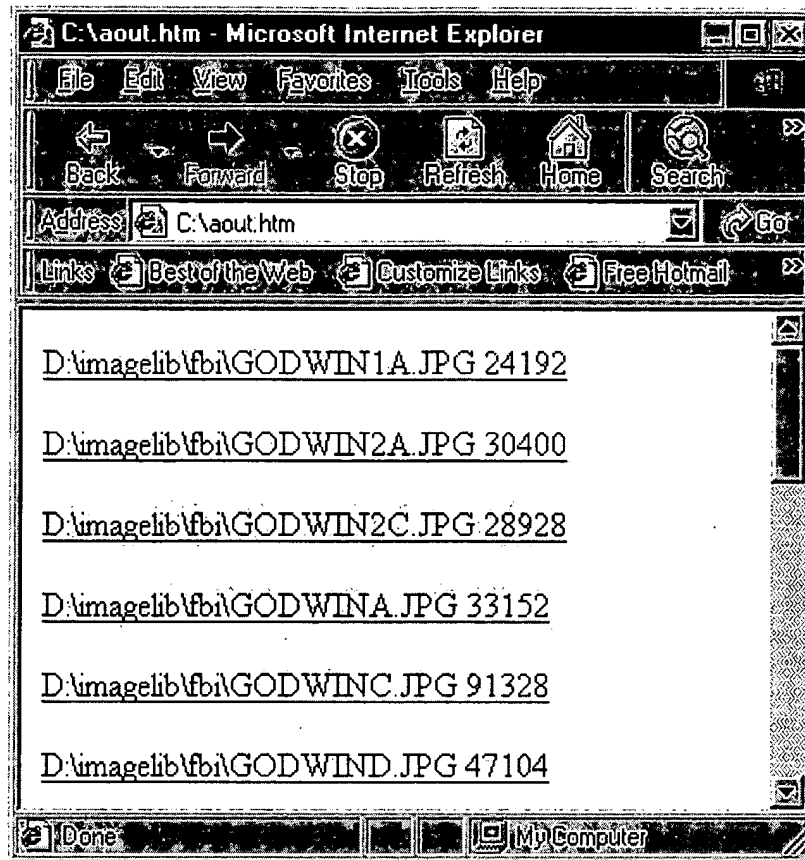 C:\aout.htm - Microsoft Internet Explorer
File Edit View Favorites Tools Help
Back Forward Stop Refresh Home Search »
Address C:\aout.htm Go
Links Best of the Web Customize Links Free Hotmail »
D:\imagelib\fbi\GODWIN1A.JPG 24192
D:\imagelib\fbi\GODWIN2A.JPG 30400
D:\imagelib\fbi\GODWIN2C.JPG 28928
D:\imagelib\fbi\GODWINA.JPG 33152
D:\imagelib\fbi\GODWINC.JPG 91328
D:\imagelib\fbi\GODWIND.JPG 47104
Done My Computer